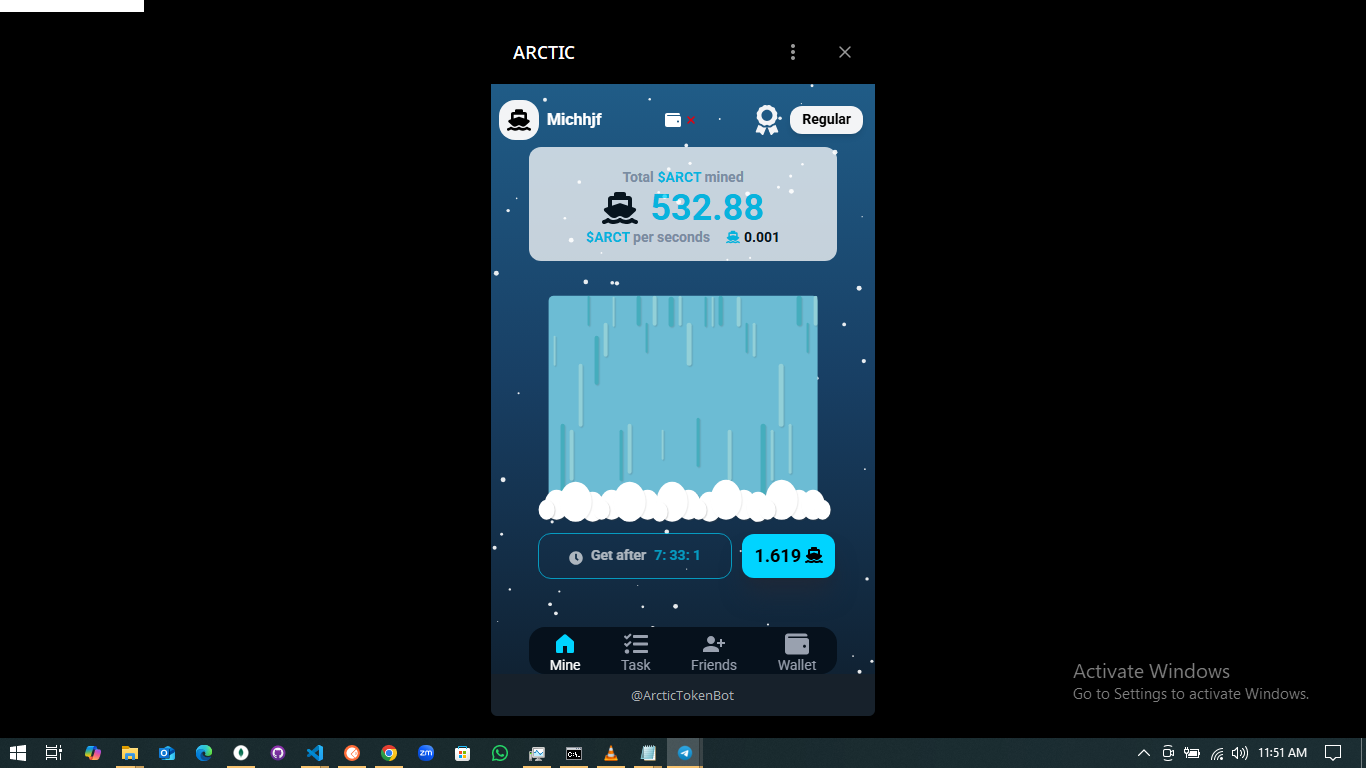 ARCTIC
Michhjf
Regular
Total $ARCT mined
532.88
$ARCT per seconds 0.001
Get after 7: 33: 1
1.619
Mine Task Friends Wallet
@ArcticTokenBot
Activate Windows
Go to Settings to activate Windows.
zm
C:\.
11:51 AM